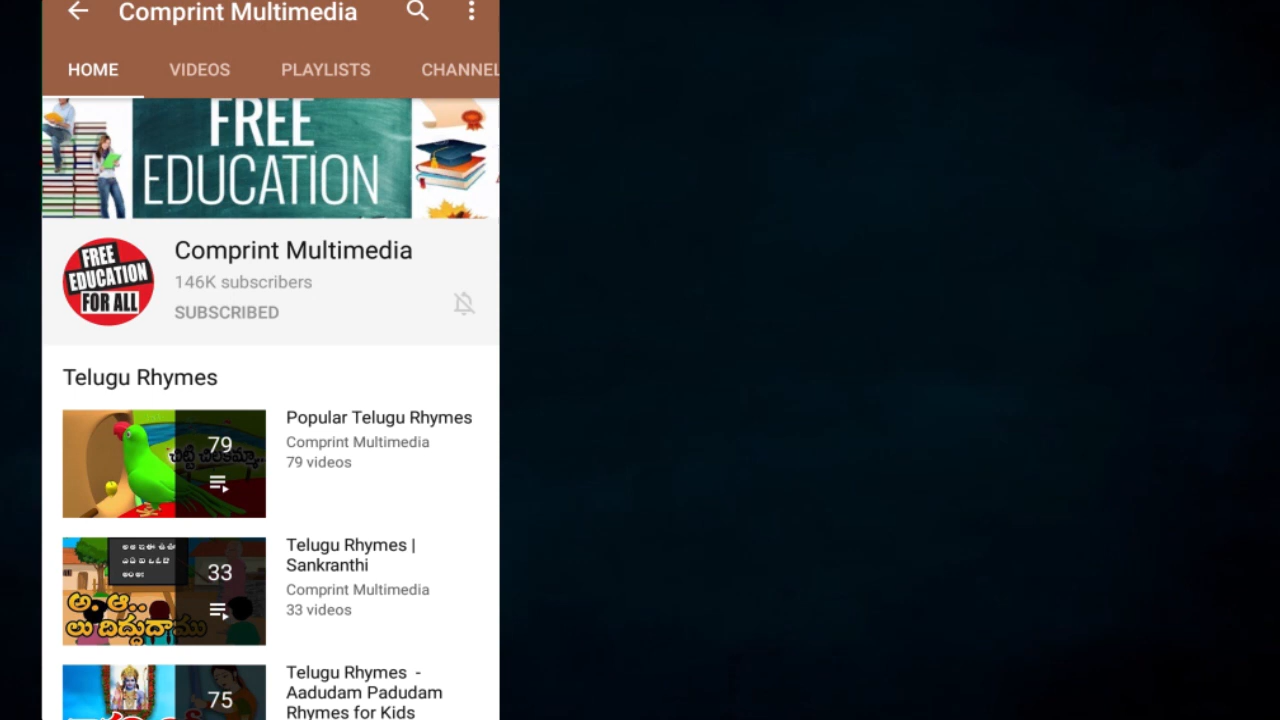 Comprint Multimedia
HOME VIDEOS PLAYLISTS CHANNEL
FREE
EDUCATION
FREE
EDUCATION
FOR ALL
Comprint Multimedia
146K subscribers
SUBSCRIBED
Telugu Rhymes
79
చిట్టి చిలకమ్మా...
Popular Telugu Rhymes
Comprint Multimedia
79 videos
33
అ ఆ..
లు దిద్దుదాము
Telugu Rhymes |
Sankranthi
Comprint Multimedia
33 videos
75
Telugu Rhymes -
Aadudam Padudam
Rhymes for Kids